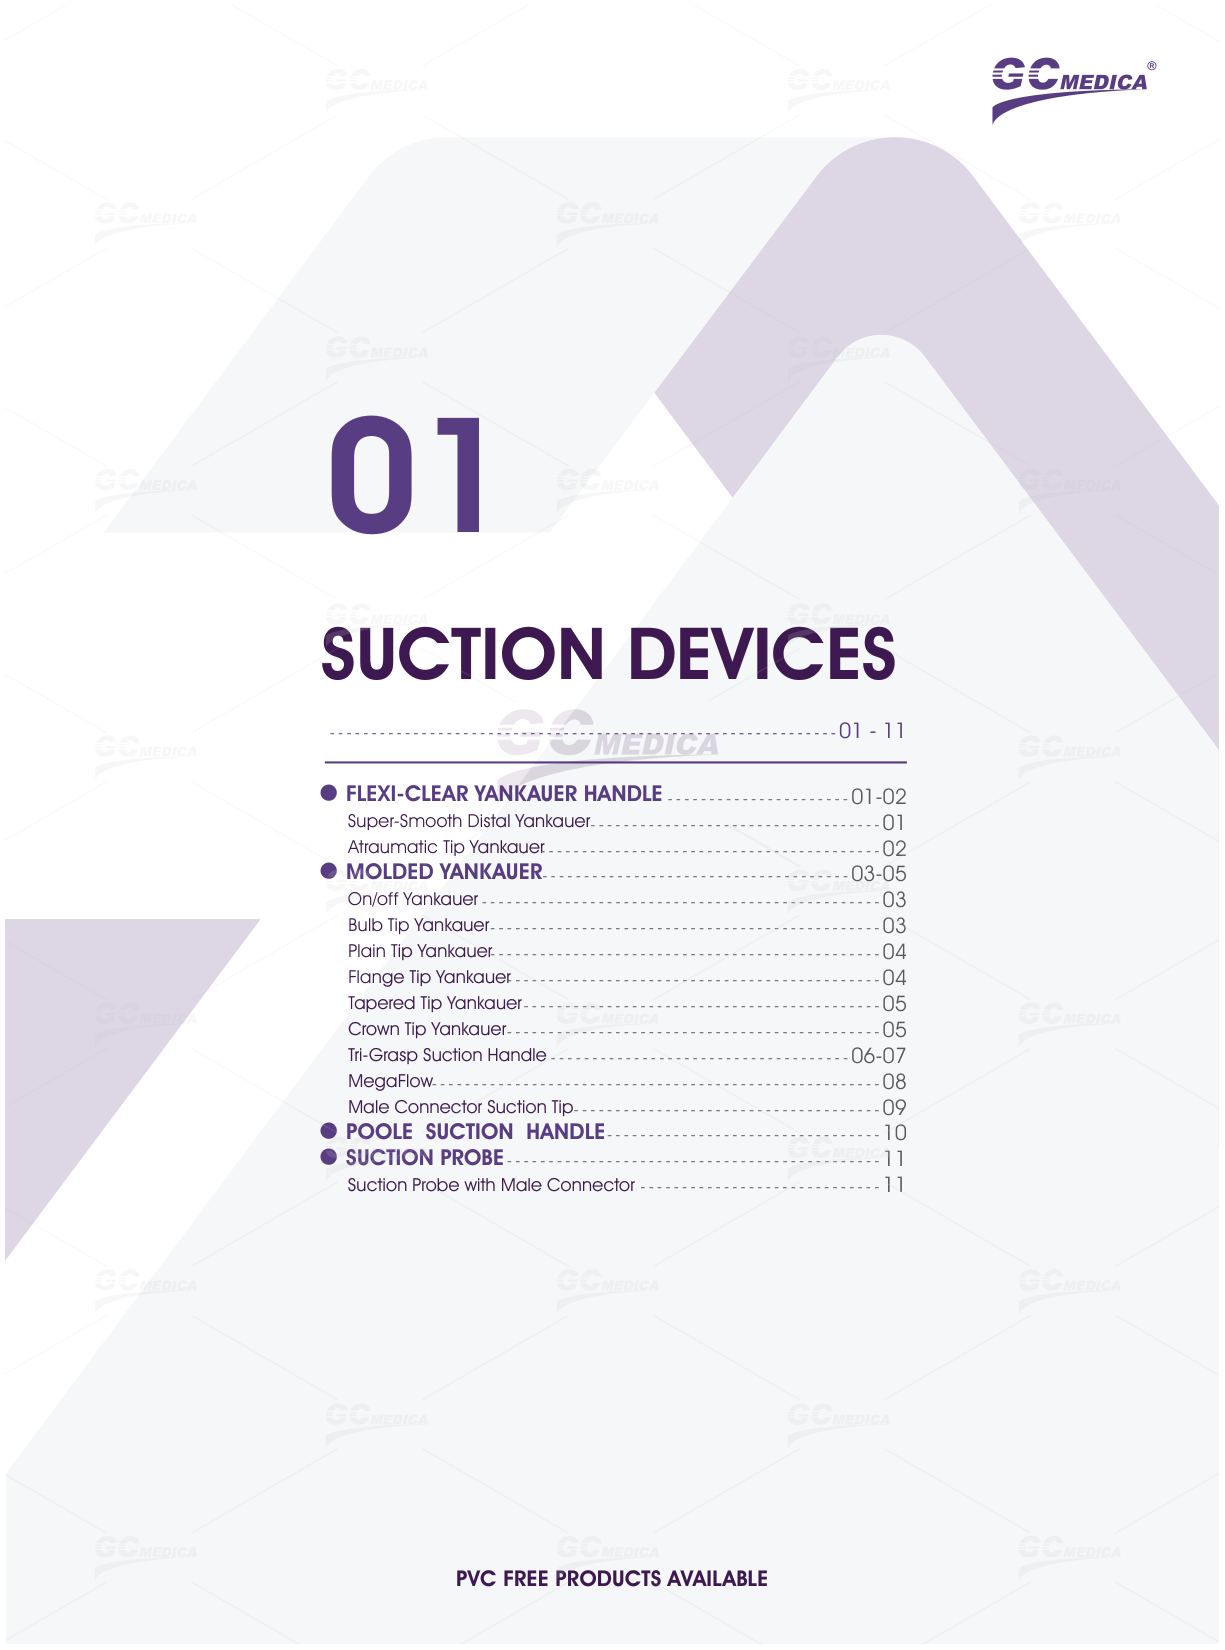 GC MEDICA®
01
SUCTION DEVICES
01 - 11
FLEXI-CLEAR YANKAUER HANDLE 01-02
Super-Smooth Distal Yankauer 01
Atraumatic Tip Yankauer 02
MOLDED YANKAUER 03-05
On/off Yankauer 03
Bulb Tip Yankauer 03
Plain Tip Yankauer 04
Flange Tip Yankauer 04
Tapered Tip Yankauer 05
Crown Tip Yankauer 05
Tri-Grasp Suction Handle 06-07
MegaFlow 08
Male Connector Suction Tip 09
POOLE SUCTION HANDLE 10
SUCTION PROBE 11
Suction Probe with Male Connector 11
PVC FREE PRODUCTS AVAILABLE